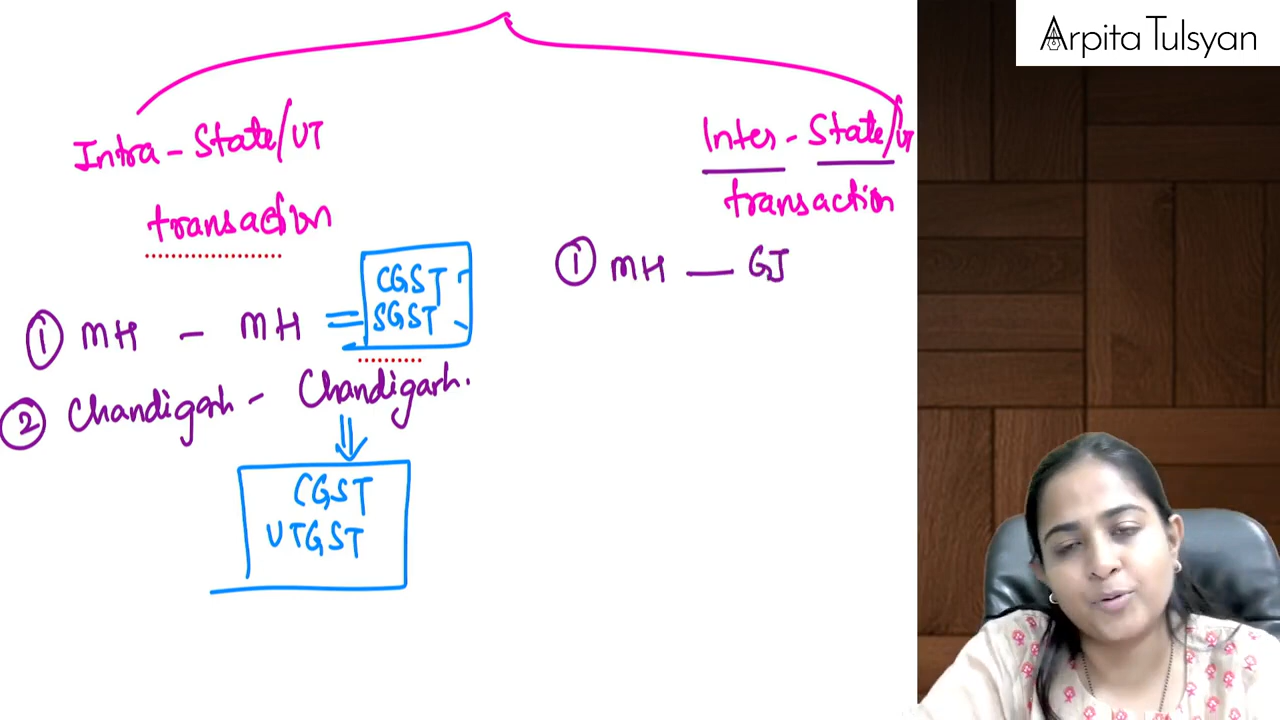 Arpita Tulsyan
Intra-State/UT
transaction
① MH - MH = CGST
SGST
② Chandigarh - Chandigarh.
CGST
UTGST
Inter-State/UT
transaction
① MH — GJ